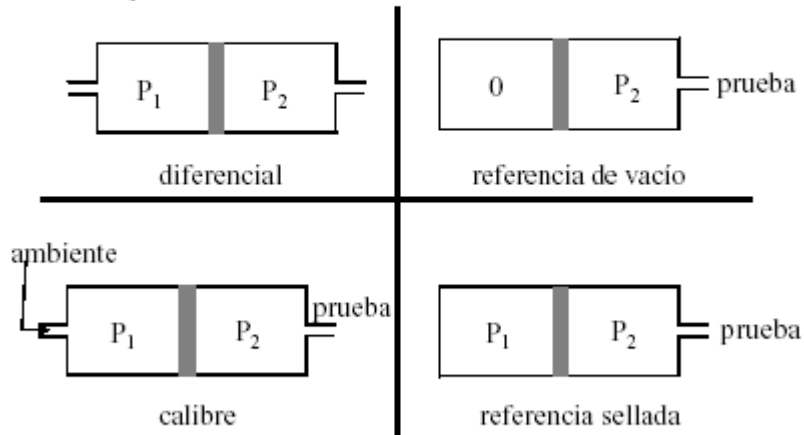 P1 P2
diferencial
0 P2 prueba
referencia de vacío
ambiente
P1 P2 prueba
calibre
P1 P2 prueba
referencia sellada